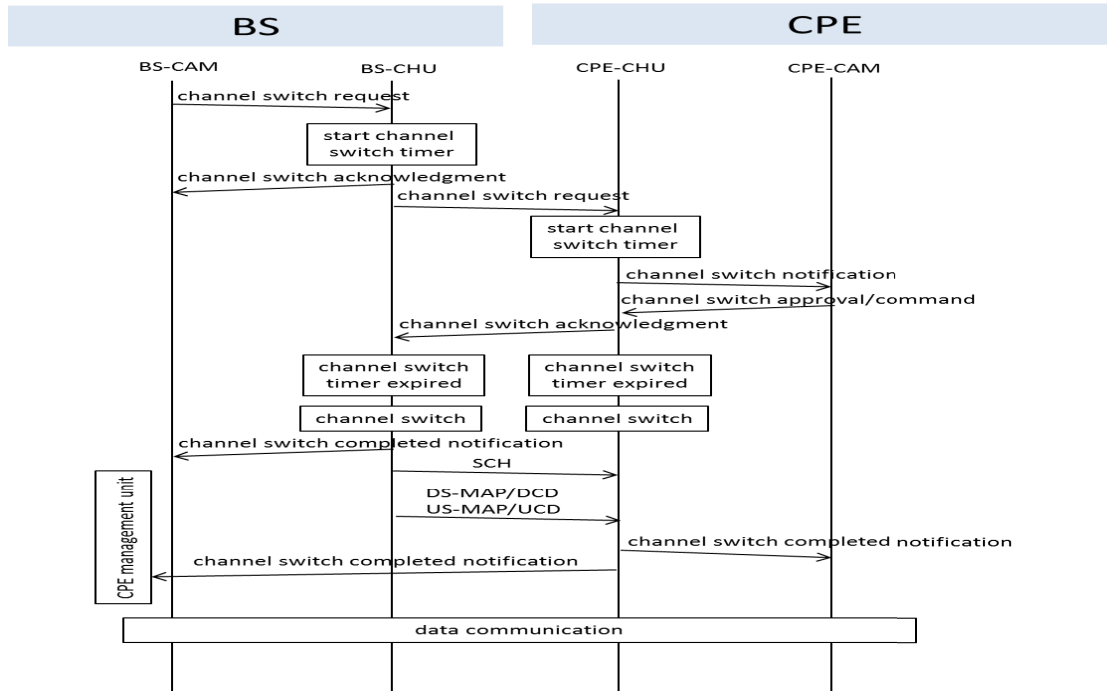 BS
CPE
BS-CAM
BS-CHU
CPE-CHU
CPE-CAM
channel switch request
start channel
switch timer
channel switch acknowledgment
channel switch request
start channel
switch timer
channel switch notification
channel switch approval/command
channel switch acknowledgment
channel switch
timer expired
channel switch
timer expired
channel switch
channel switch
channel switch completed notification
SCH
CPE management unit
DS-MAP/DCD
US-MAP/UCD
channel switch completed notification
channel switch completed notification
data communication